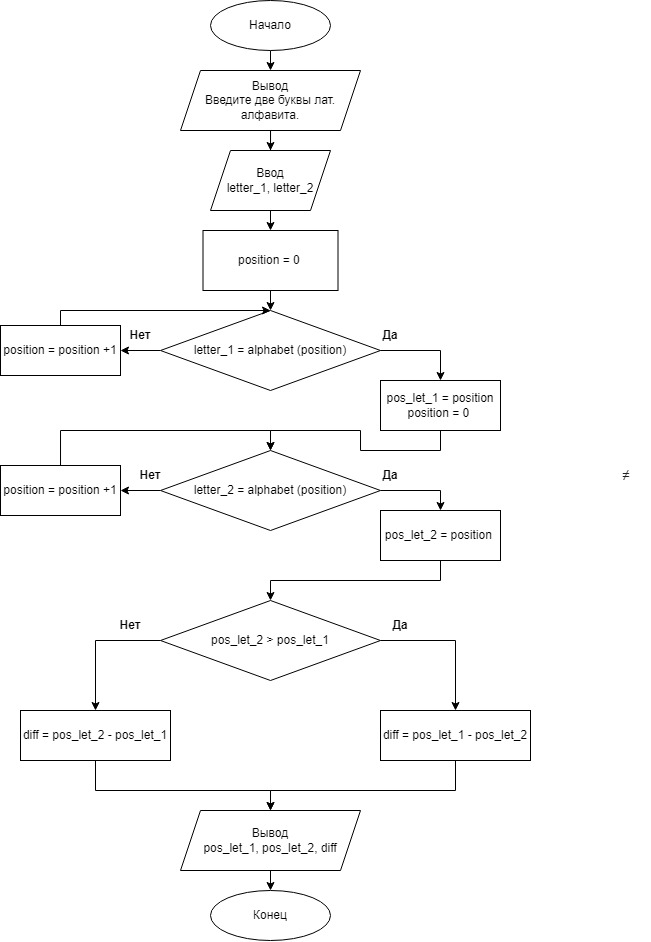 Начало
Вывод
Введите две буквы лат.
алфавита.
Ввод
letter_1, letter_2
position = 0
Нет
Да
position = position +1
letter_1 = alphabet (position)
pos_let_1 = position
position = 0
Нет
Да
≠
position = position +1
letter_2 = alphabet (position)
pos_let_2 = position
Нет
Да
pos_let_2 > pos_let_1
diff = pos_let_2 - pos_let_1
diff = pos_let_1 - pos_let_2
Вывод
pos_let_1, pos_let_2, diff
Конец